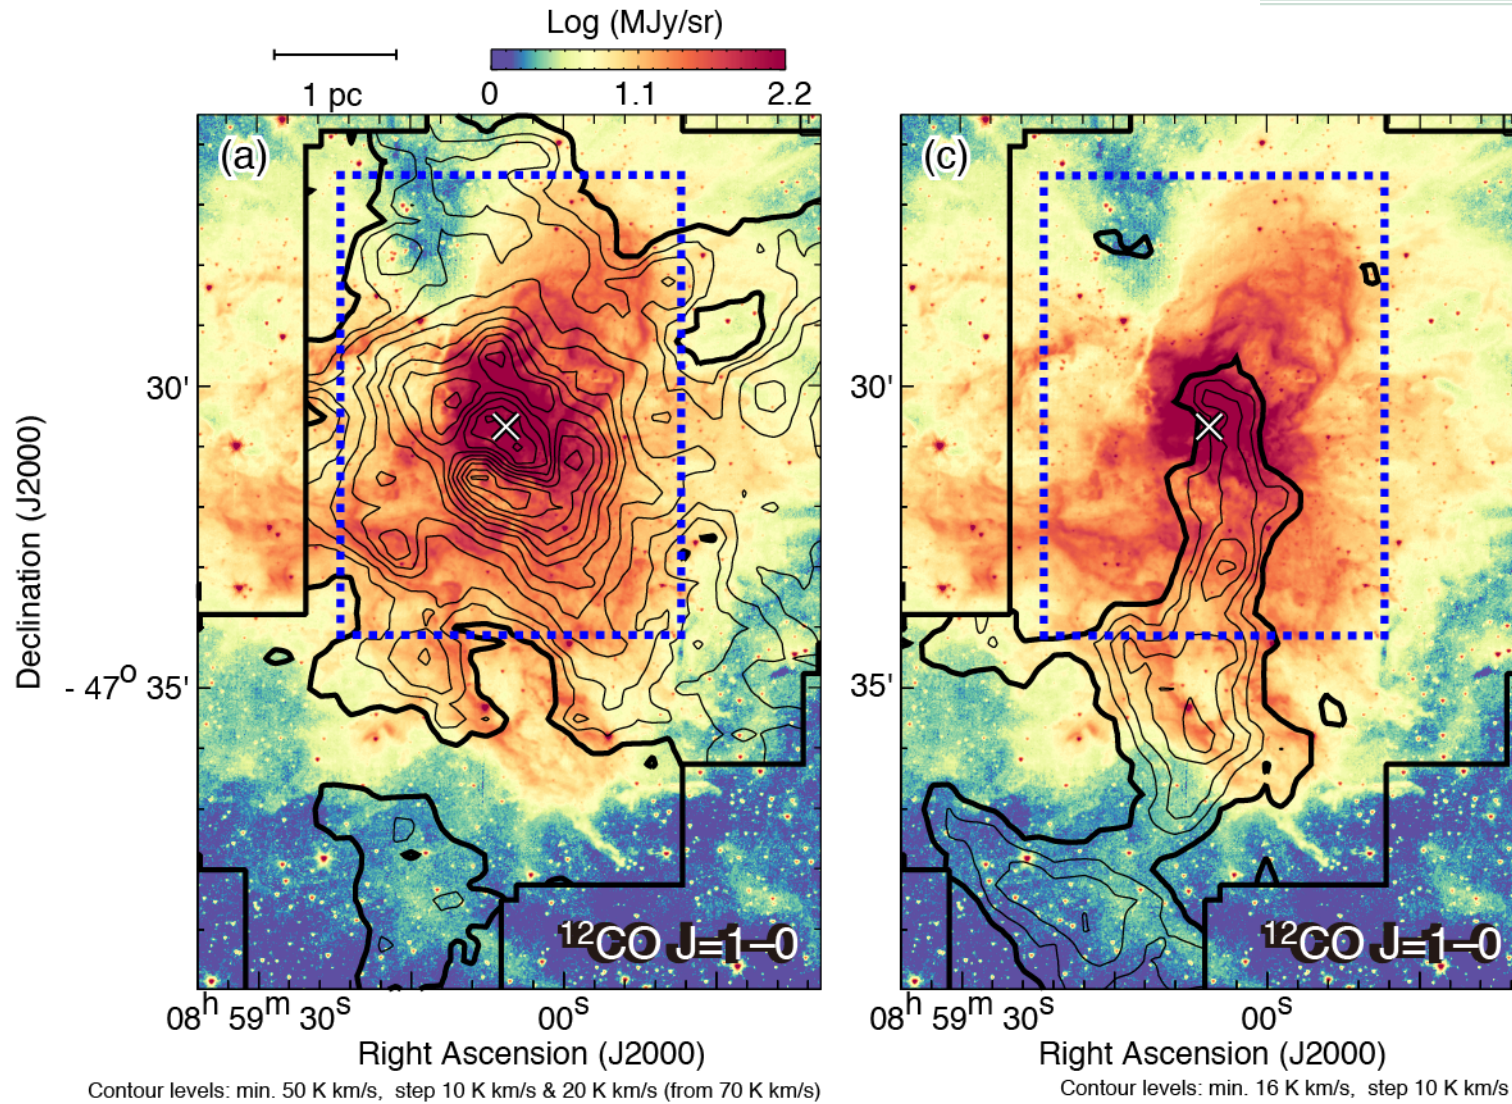 Log (MJy/sr)
1 pc
0 1.1 2.2
(a)
(c)
30'
30'
Declination (J2000)
- 47º 35'
35'
¹²CO J=1–0
¹²CO J=1–0
08ʰ 59ᵐ 30ˢ 00ˢ
08ʰ 59ᵐ 30ˢ 00ˢ
Right Ascension (J2000)
Right Ascension (J2000)
Contour levels: min. 50 K km/s, step 10 K km/s & 20 K km/s (from 70 K km/s)
Contour levels: min. 16 K km/s, step 10 K km/s